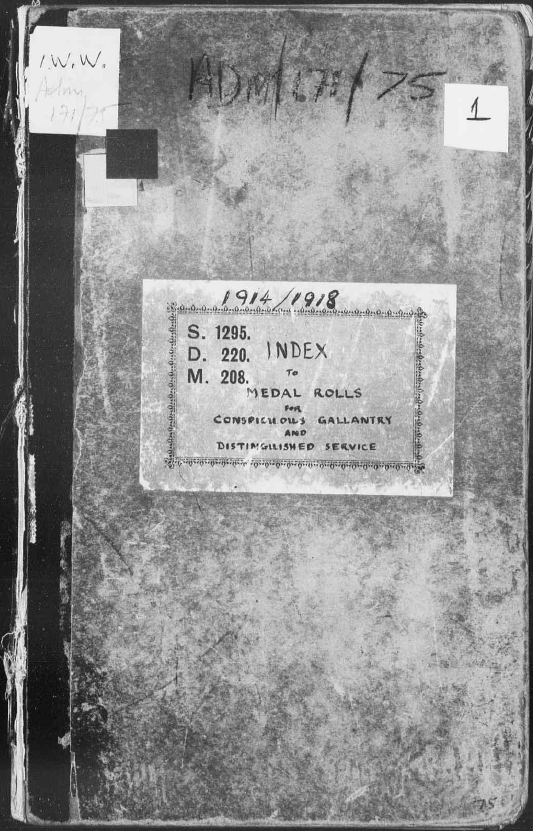 I.W.W.
Adm
171/75
ADM/171/75
1
1914/1918
S. 1295.
D. 220. INDEX
M. 208. TO
MEDAL ROLLS
FOR
CONSPICUOUS GALLANTRY
AND
DISTINGUISHED SERVICE
75